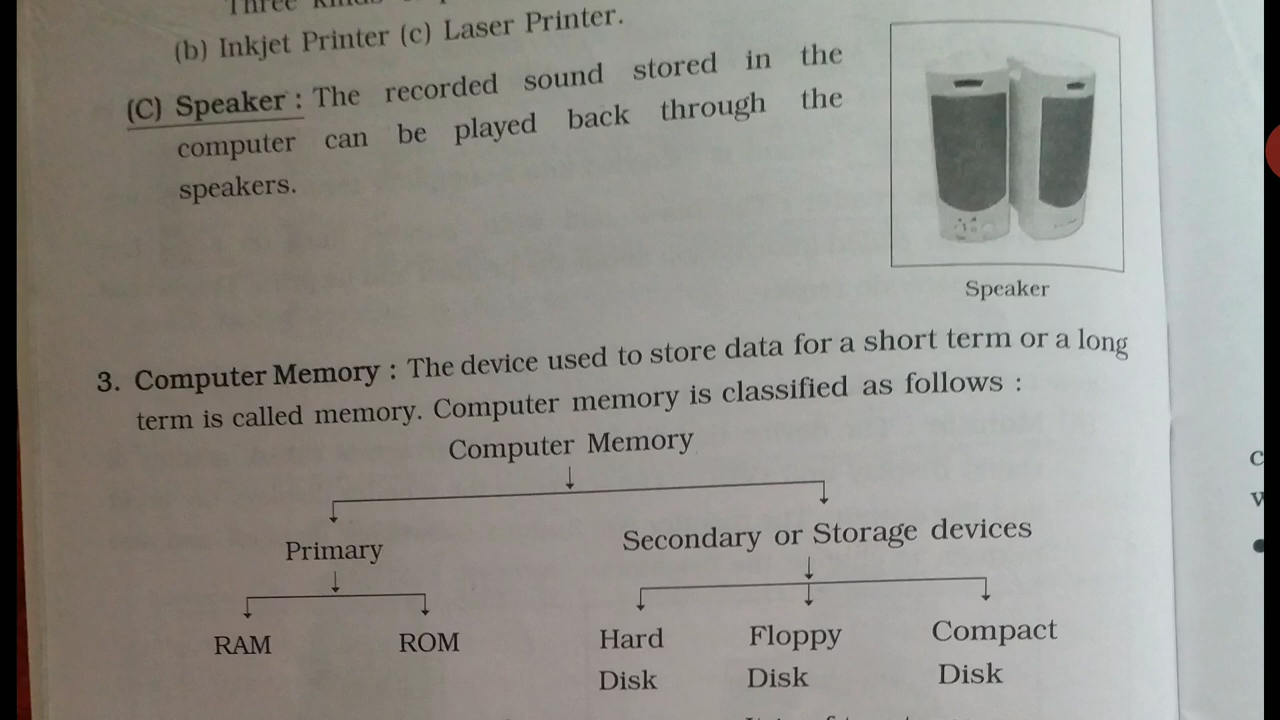 Three
(b) Inkjet Printer (c) Laser Printer.
(C) Speaker : The recorded sound stored in the
computer can be played back through the
speakers.
Speaker
3. Computer Memory : The device used to store data for a short term or a long
term is called memory. Computer memory is classified as follows :
Computer Memory
Primary
Secondary or Storage devices
RAM
ROM
Hard
Disk
Floppy
Disk
Compact
Disk